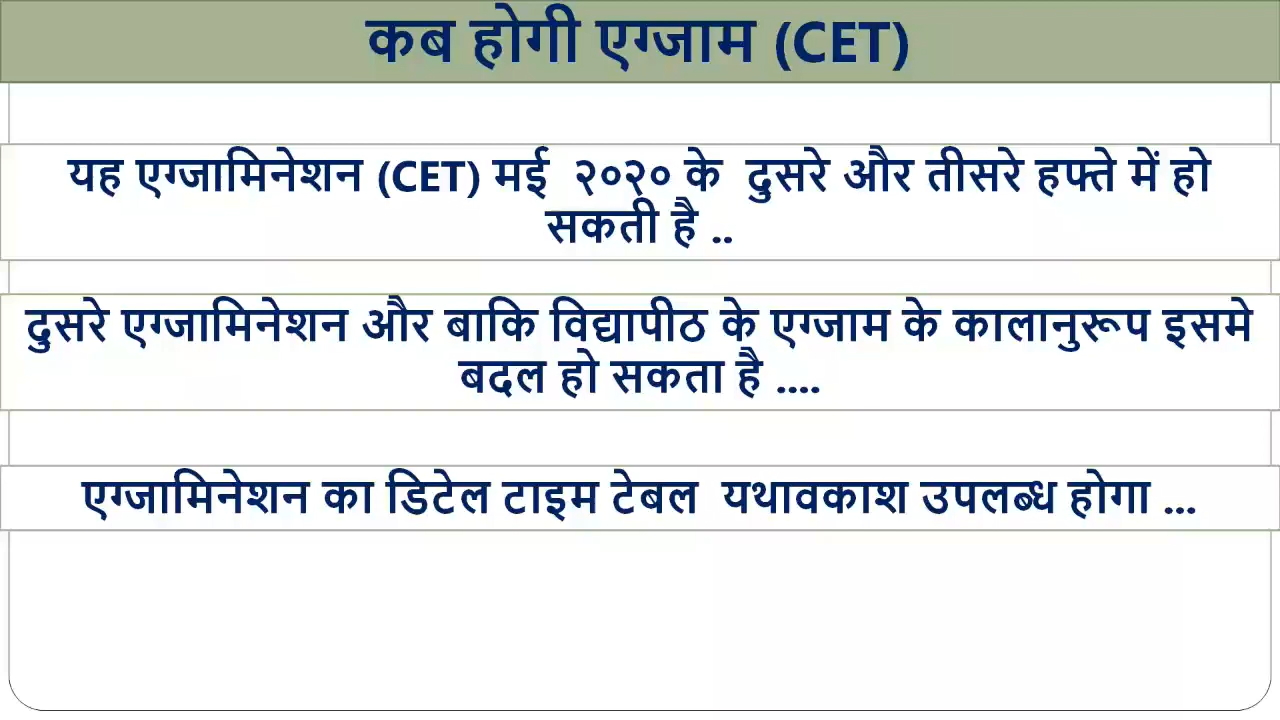 कब होगी एग्जाम (CET)
यह एग्जामिनेशन (CET) मई २०२० के दुसरे और तीसरे हफ्ते में हो
सकती है ..
दुसरे एग्जामिनेशन और बाकि विद्यापीठ के एग्जाम के कालानुरूप इसमे
बदल हो सकता है ....
एग्जामिनेशन का डिटेल टाइम टेबल यथावकाश उपलब्ध होगा ...